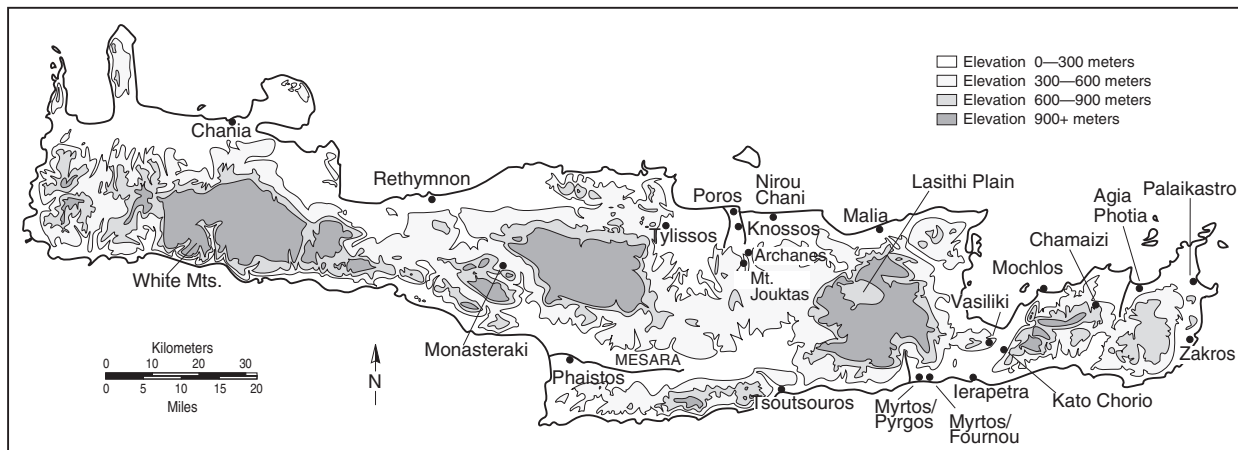 Elevation 0—300 meters
Elevation 300—600 meters
Elevation 600—900 meters
Elevation 900+ meters
Chania
Rethymnon
Poros
Nirou
Chani
Lasithi Plain
Agia
Photia
Palaikastro
Malia
Tylissos
Knossos
Chamaizi
Archanes
Mt.
Jouktas
Mochlos
Vasiliki
White Mts.
Monasteraki
MESARA
Phaistos
Tsoutsouros
Zakros
Ierapetra
Kato Chorio
Myrtos/
Pyrgos
Myrtos/
Fournou
Kilometers
0 10 20 30
0 5 10 15 20
Miles
N